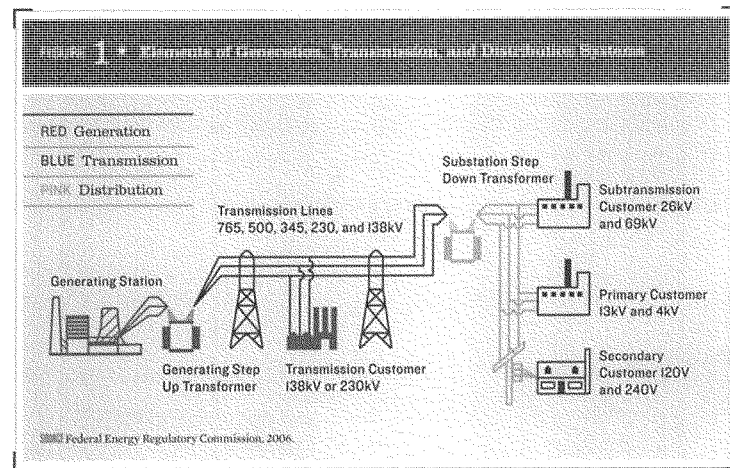 FIGURE 1 • Elements of Generation, Transmission, and Distribution Systems
RED Generation
BLUE Transmission
PINK Distribution
Substation Step
Down Transformer
Subtransmission
Customer 26kV
and 69kV
Transmission Lines
765, 500, 345, 230, and 138kV
Generating Station
Primary Customer
13kV and 4kV
Generating Step
Up Transformer
Transmission Customer
138kV or 230kV
Secondary
Customer 120V
and 240V
Federal Energy Regulatory Commission, 2006.